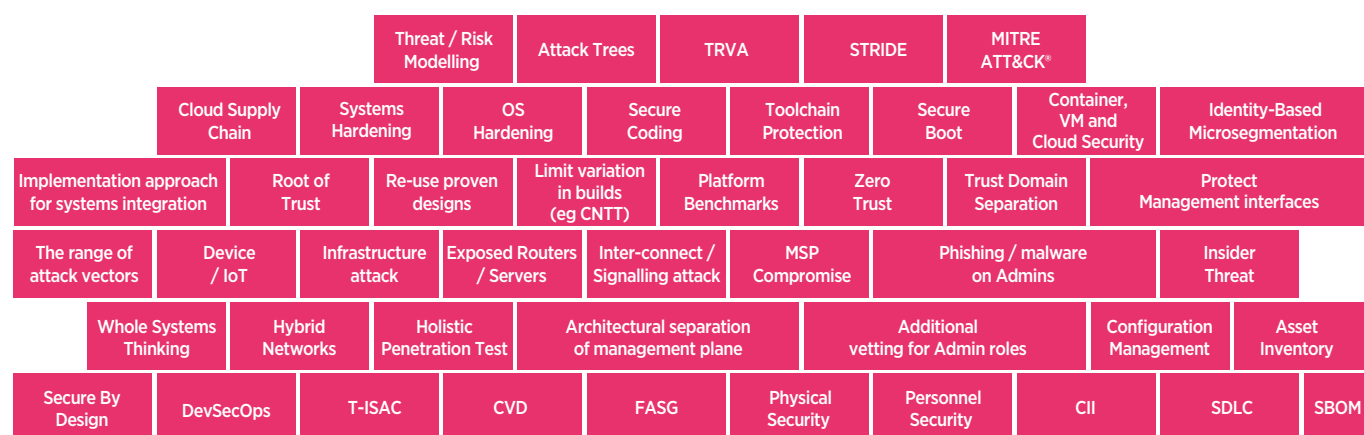 Threat / Risk
Modelling
Attack Trees
TRVA
STRIDE
MITRE
ATT&CK®
Cloud Supply
Chain
Systems
Hardening
OS
Hardening
Secure
Coding
Toolchain
Protection
Secure
Boot
Container,
VM and
Cloud Security
Identity-Based
Microsegmentation
Implementation approach
for systems integration
Root of
Trust
Re-use proven
designs
Limit variation
in builds
(eg CNTT)
Platform
Benchmarks
Zero
Trust
Trust Domain
Separation
Protect
Management interfaces
The range of
attack vectors
Device
/ IoT
Infrastructure
attack
Exposed Routers
/ Servers
Inter-connect /
Signalling attack
MSP
Compromise
Phishing / malware
on Admins
Insider
Threat
Whole Systems
Thinking
Hybrid
Networks
Holistic
Penetration Test
Architectural separation
of management plane
Additional
vetting for Admin roles
Configuration
Management
Asset
Inventory
Secure By
Design
DevSecOps
T-ISAC
CVD
FASG
Physical
Security
Personnel
Security
CII
SDLC
SBOM